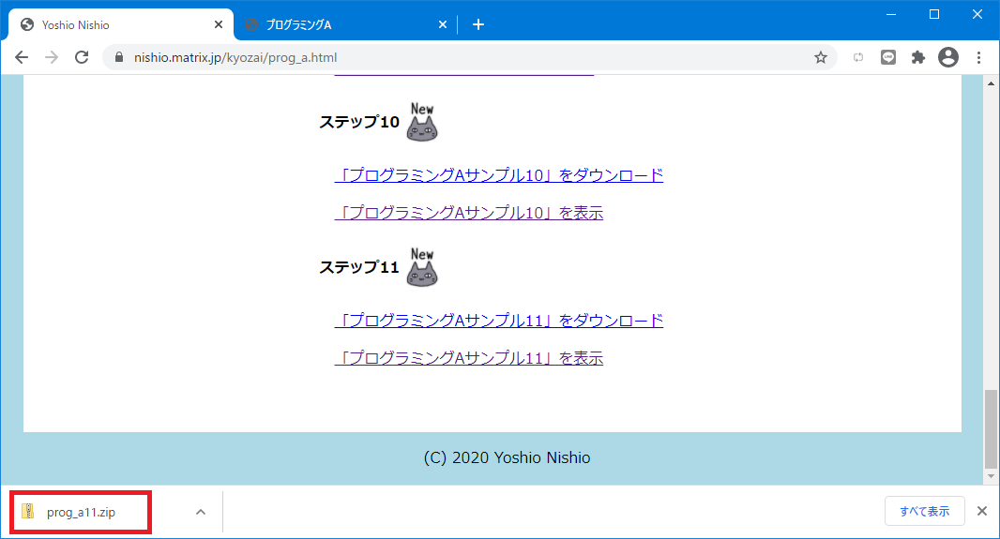 Yoshio Nishio
プログラミングA
nishio.matrix.jp/kyozai/prog_a.html
ステップ10 New
「プログラミングAサンプル10」をダウンロード
「プログラミングAサンプル10」を表示
ステップ11 New
「プログラミングAサンプル11」をダウンロード
「プログラミングAサンプル11」を表示
(C) 2020 Yoshio Nishio
prog_a11.zip
すべて表示